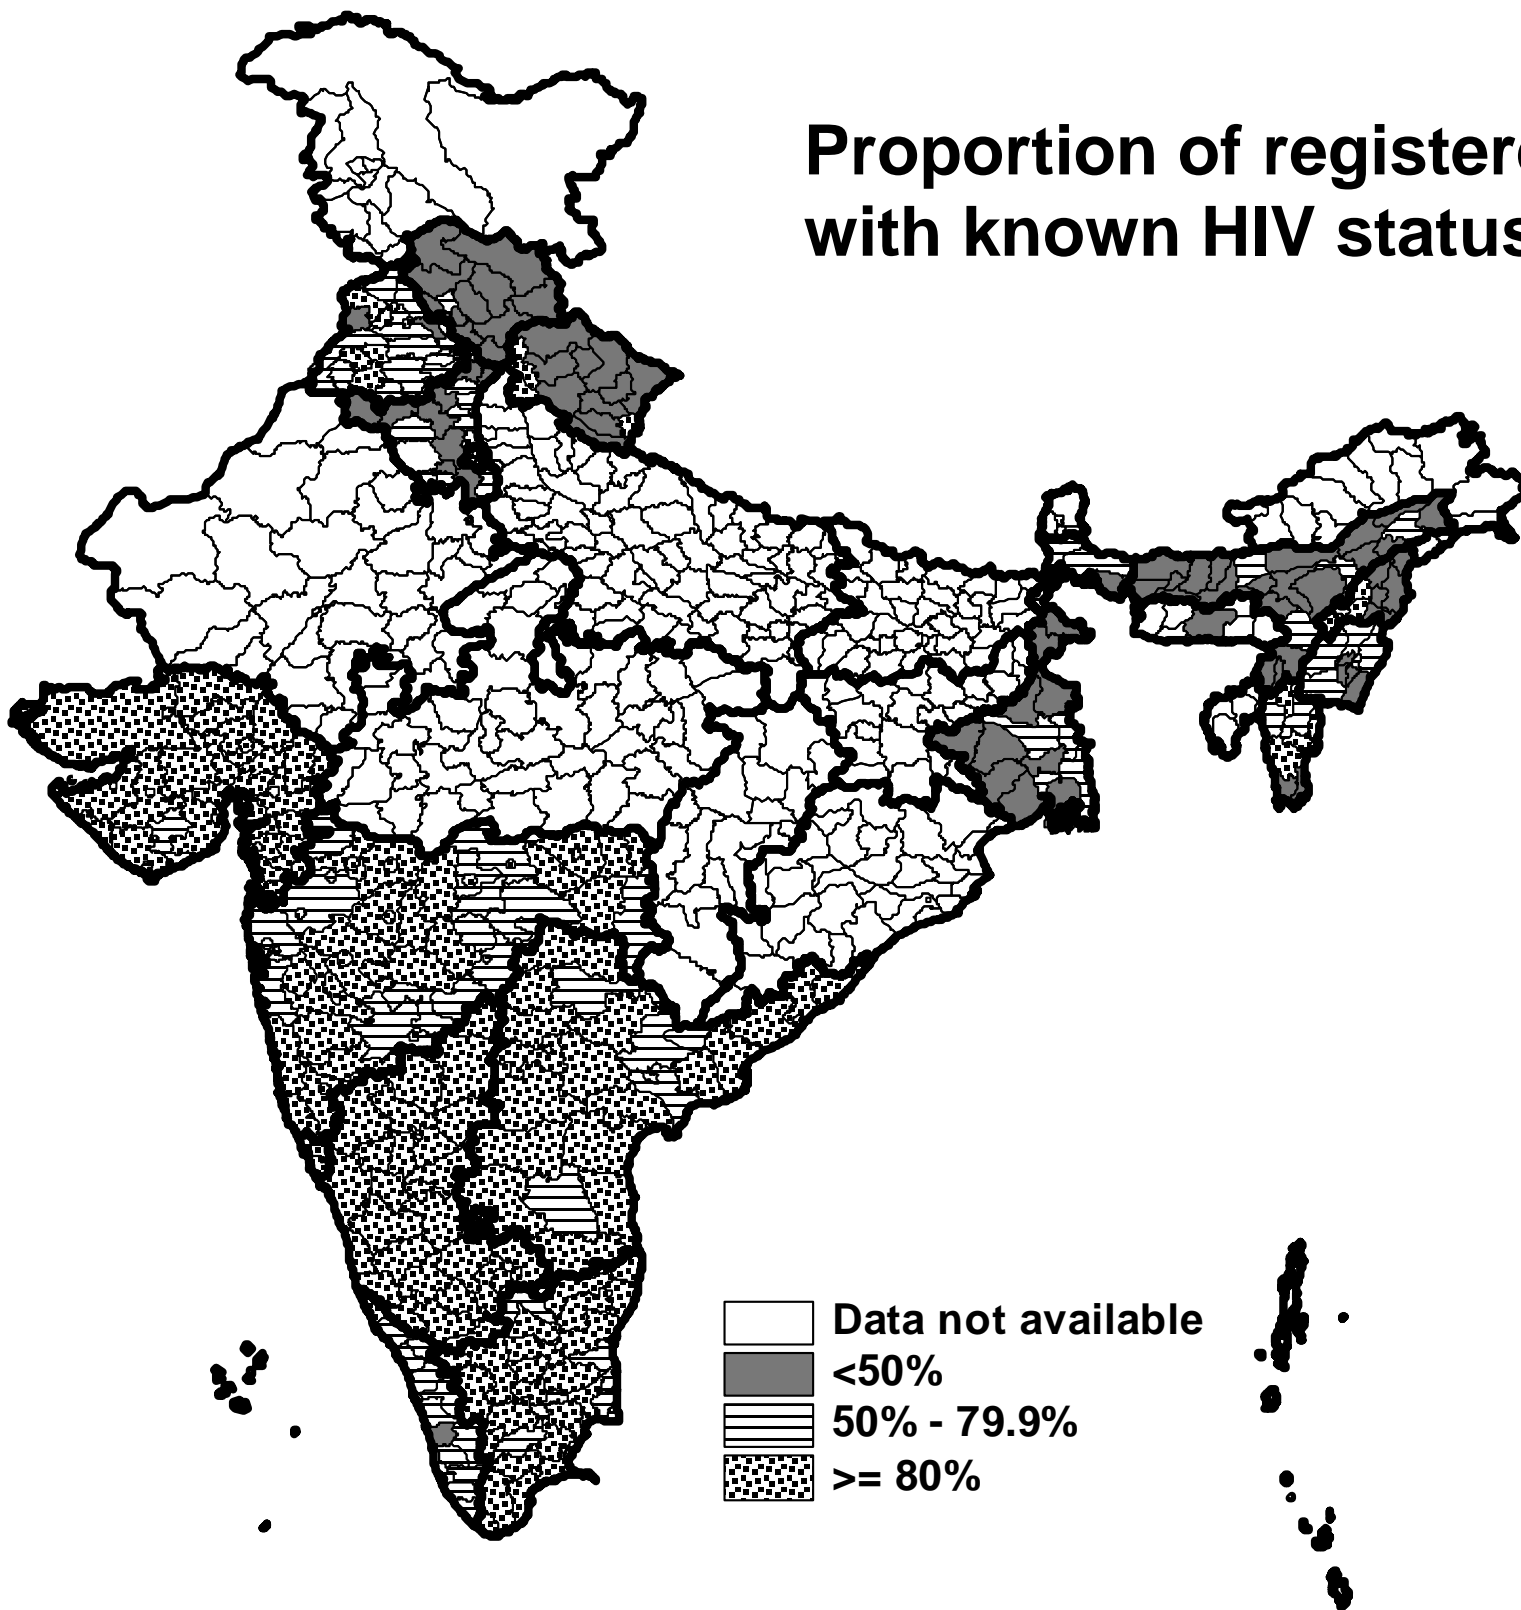 Proportion of registere
with known HIV status
Data not available
<50%
50% - 79.9%
>= 80%